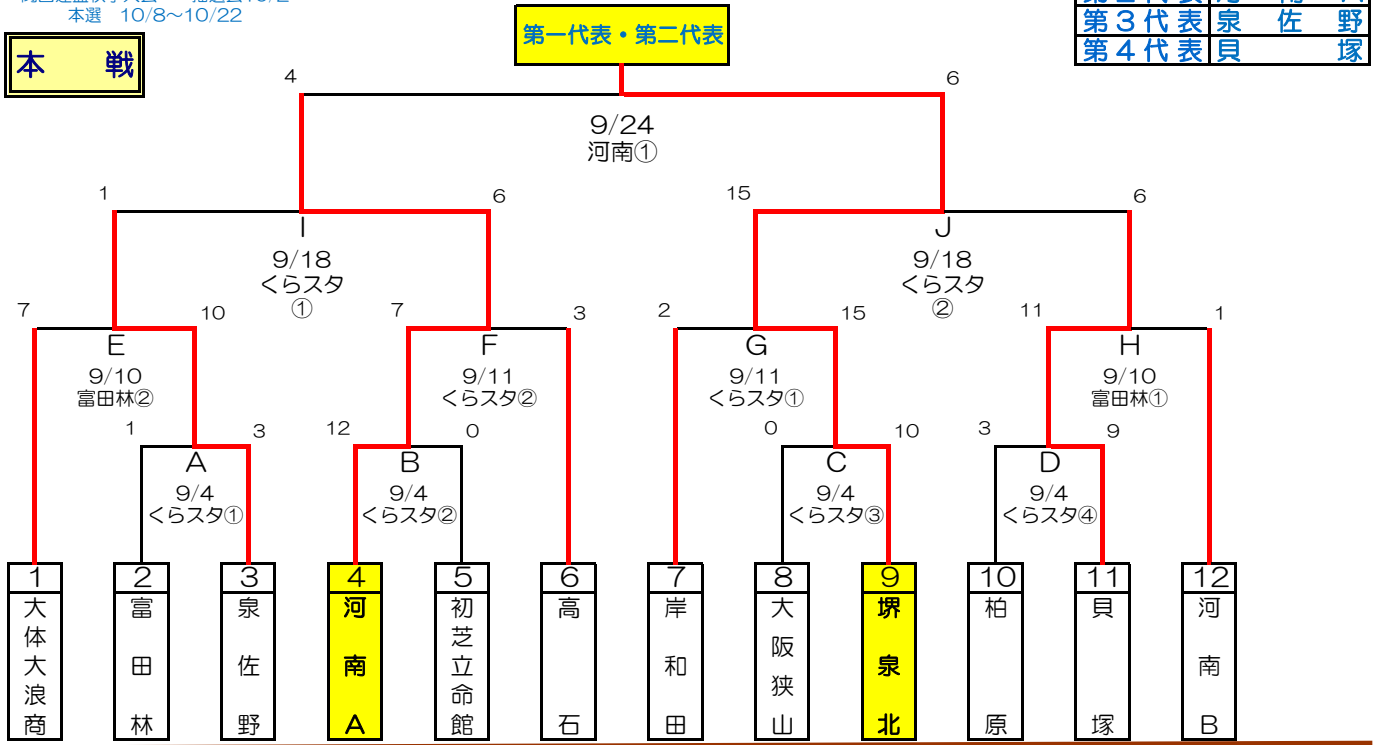 本選 10/8~10/22
第3代表 泉佐野
第4代表 貝塚
本戦
第一代表・第二代表
4
6
9/24
河南①
1
6
15
6
I
J
9/18
くらスタ
①
9/18
くらスタ
②
7
10
7
3
2
15
11
1
E
F
G
H
9/10
富田林②
9/11
くらスタ②
9/11
くらスタ①
9/10
富田林①
1
3
12
0
0
10
3
9
A
B
C
D
9/4
くらスタ①
9/4
くらスタ②
9/4
くらスタ③
9/4
くらスタ④
1
大体大浪商
2
富田林
3
泉佐野
4
河南A
5
初芝立命館
6
高石
7
岸和田
8
大阪狭山
9
堺泉北
10
柏原
11
貝塚
12
河南B